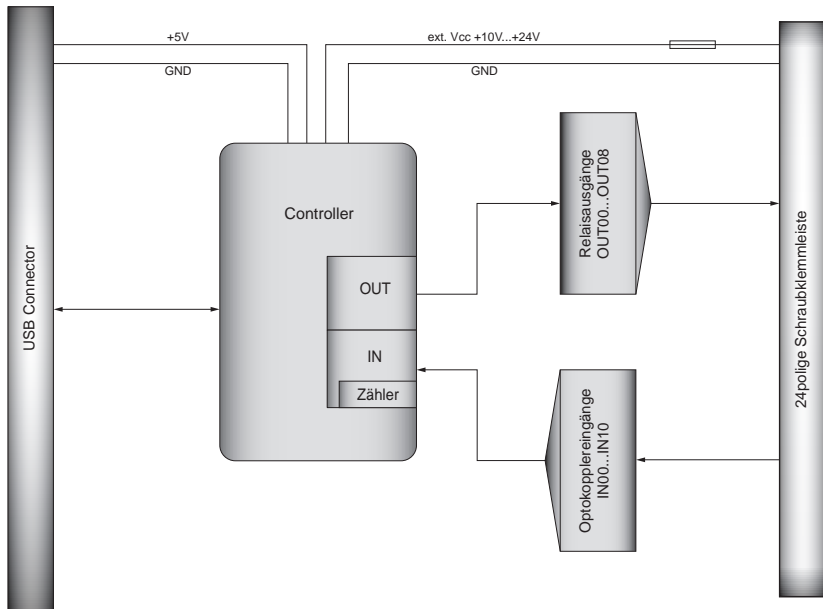 +5V
ext. Vcc +10V...+24V
GND
GND
USB Connector
Controller
OUT
IN
Zähler
Relaisausgänge
OUT00...OUT08
Optokopplereingänge
IN00...IN10
24polige Schraubklemmleiste